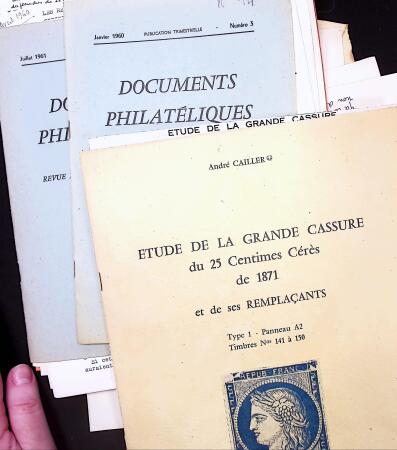 Janvier 1960 PUBLICATION TRIMESTRIELLE - Numéro 3
DOCUMENTS
PHILATÉLIQUES
Juillet 1961
REVUE
ETUDE DE LA GRANDE CASSURE
André CAILLER
ETUDE DE LA GRANDE CASSURE
du 25 Centimes Cérès
de 1871
et de ses REMPLAÇANTS
Type 1 - Panneau A2
Timbres Nos 141 à 150
REPUB FRANC